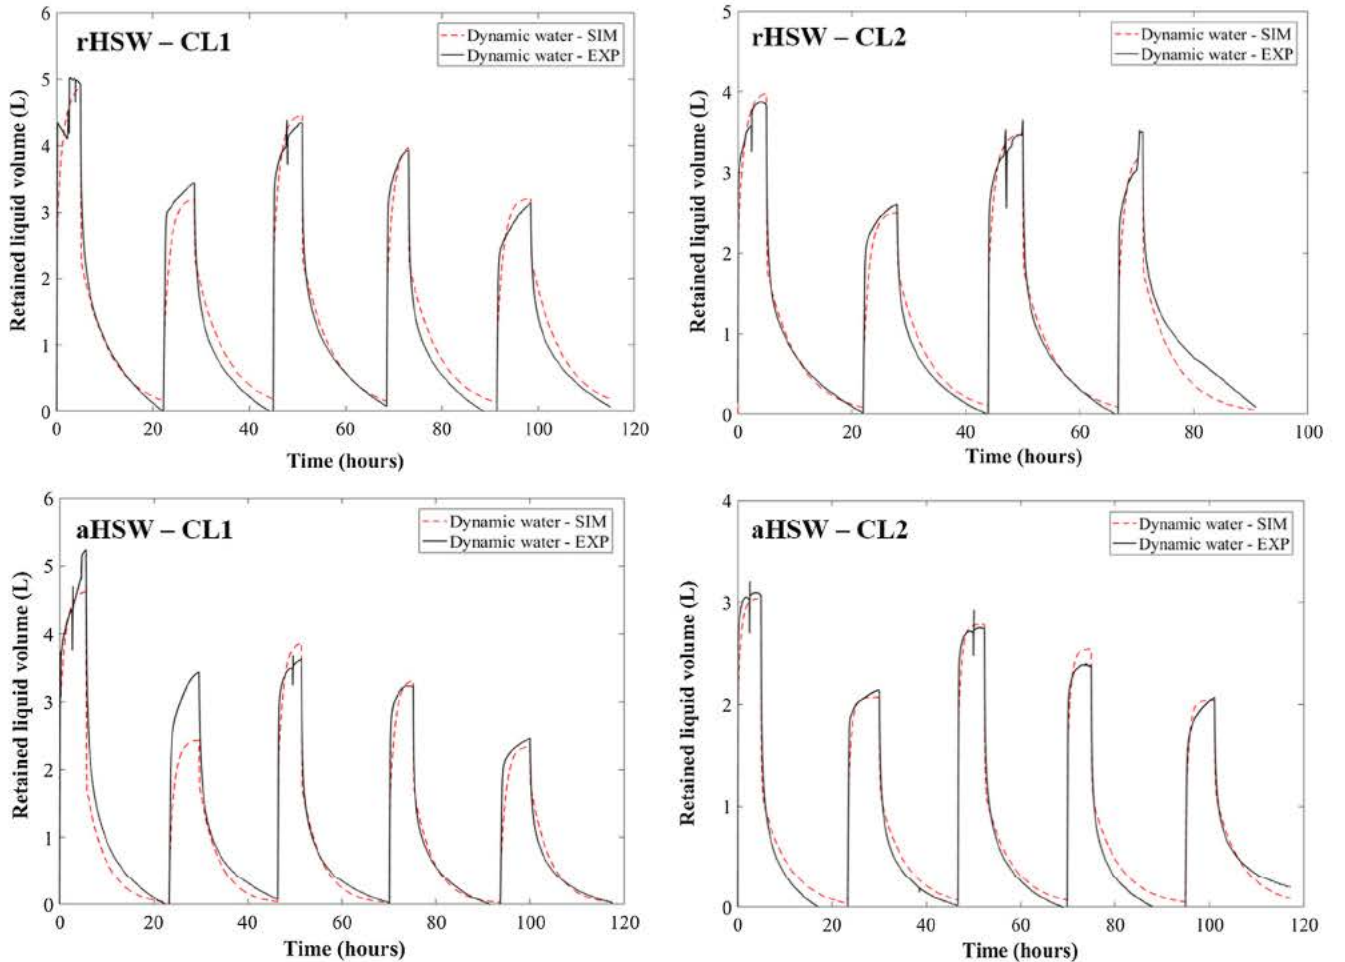 rHSW – CL1
Dynamic water - SIM
Dynamic water - EXP
Retained liquid volume (L)
6
5
4
3
2
1
0
0 20 40 60 80 100 120
Time (hours)
rHSW – CL2
Dynamic water - SIM
Dynamic water - EXP
Retained liquid volume (L)
5
4
3
2
1
0
0 20 40 60 80 100
Time (hours)
aHSW – CL1
Dynamic water - SIM
Dynamic water - EXP
Retained liquid volume (L)
6
5
4
3
2
1
0
0 20 40 60 80 100 120
Time (hours)
aHSW – CL2
Dynamic water - SIM
Dynamic water - EXP
Retained liquid volume (L)
4
3
2
1
0
0 20 40 60 80 100 120
Time (hours)